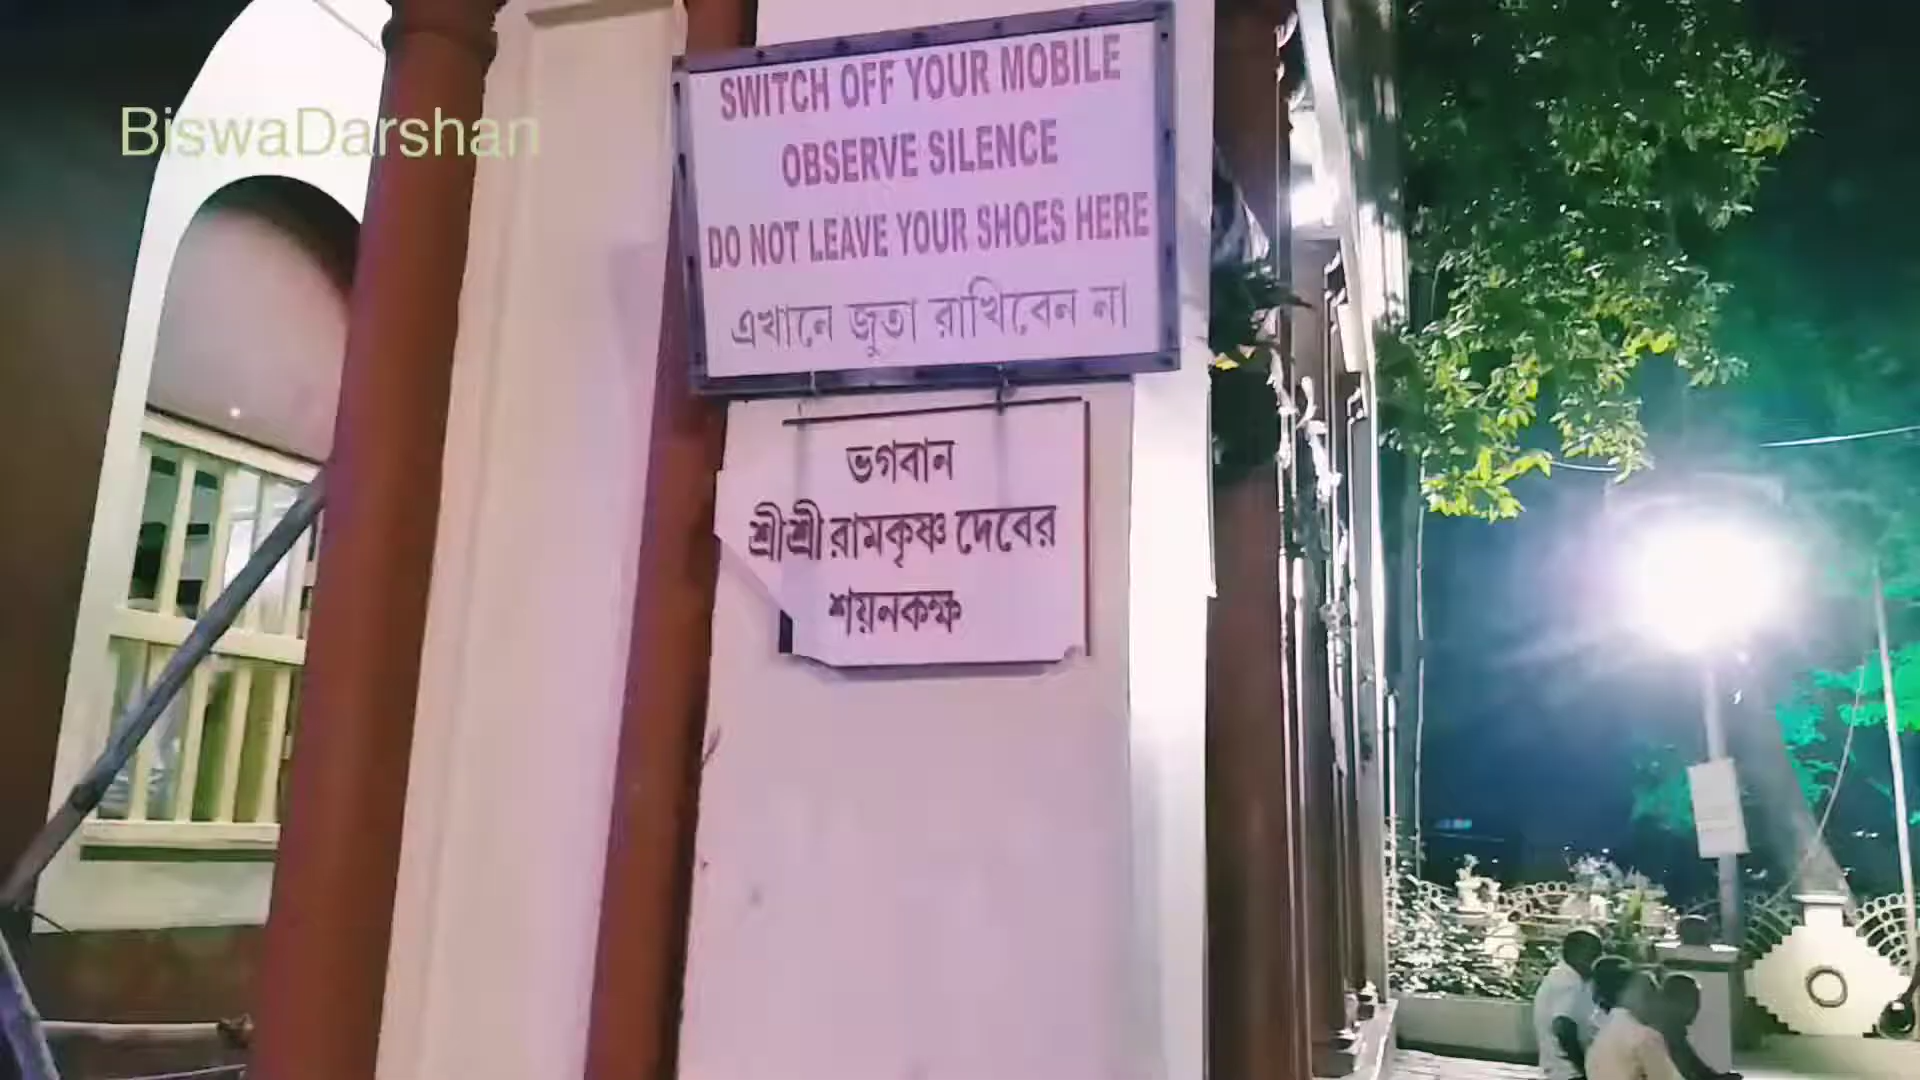 BiswaDarshan
SWITCH OFF YOUR MOBILE
OBSERVE SILENCE
DO NOT LEAVE YOUR SHOES HERE
এখানে জুতা রাখিবেন না
ভগবান
শ্রীশ্রী রামকৃষ্ণ দেবের
শয়নকক্ষ